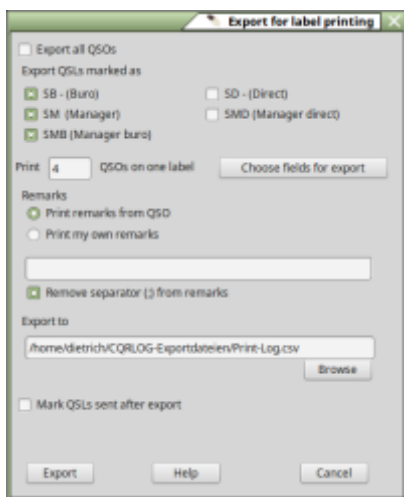 Export for label printing
Export all QSOs
Export QSLs marked as
SB - (Buro) SD - (Direct)
SM (Manager) SMD (Manager direct)
SMB (Manager buro)
Print 4 QSOs on one label Choose fields for export
Remarks
Print remarks from QSO
Print my own remarks
Remove separator (;) from remarks
Export to
/home/dietrich/CQRLOG-Exportdateien/Print-Log.csv
Browse
Mark QSLs sent after export
Export Help Cancel